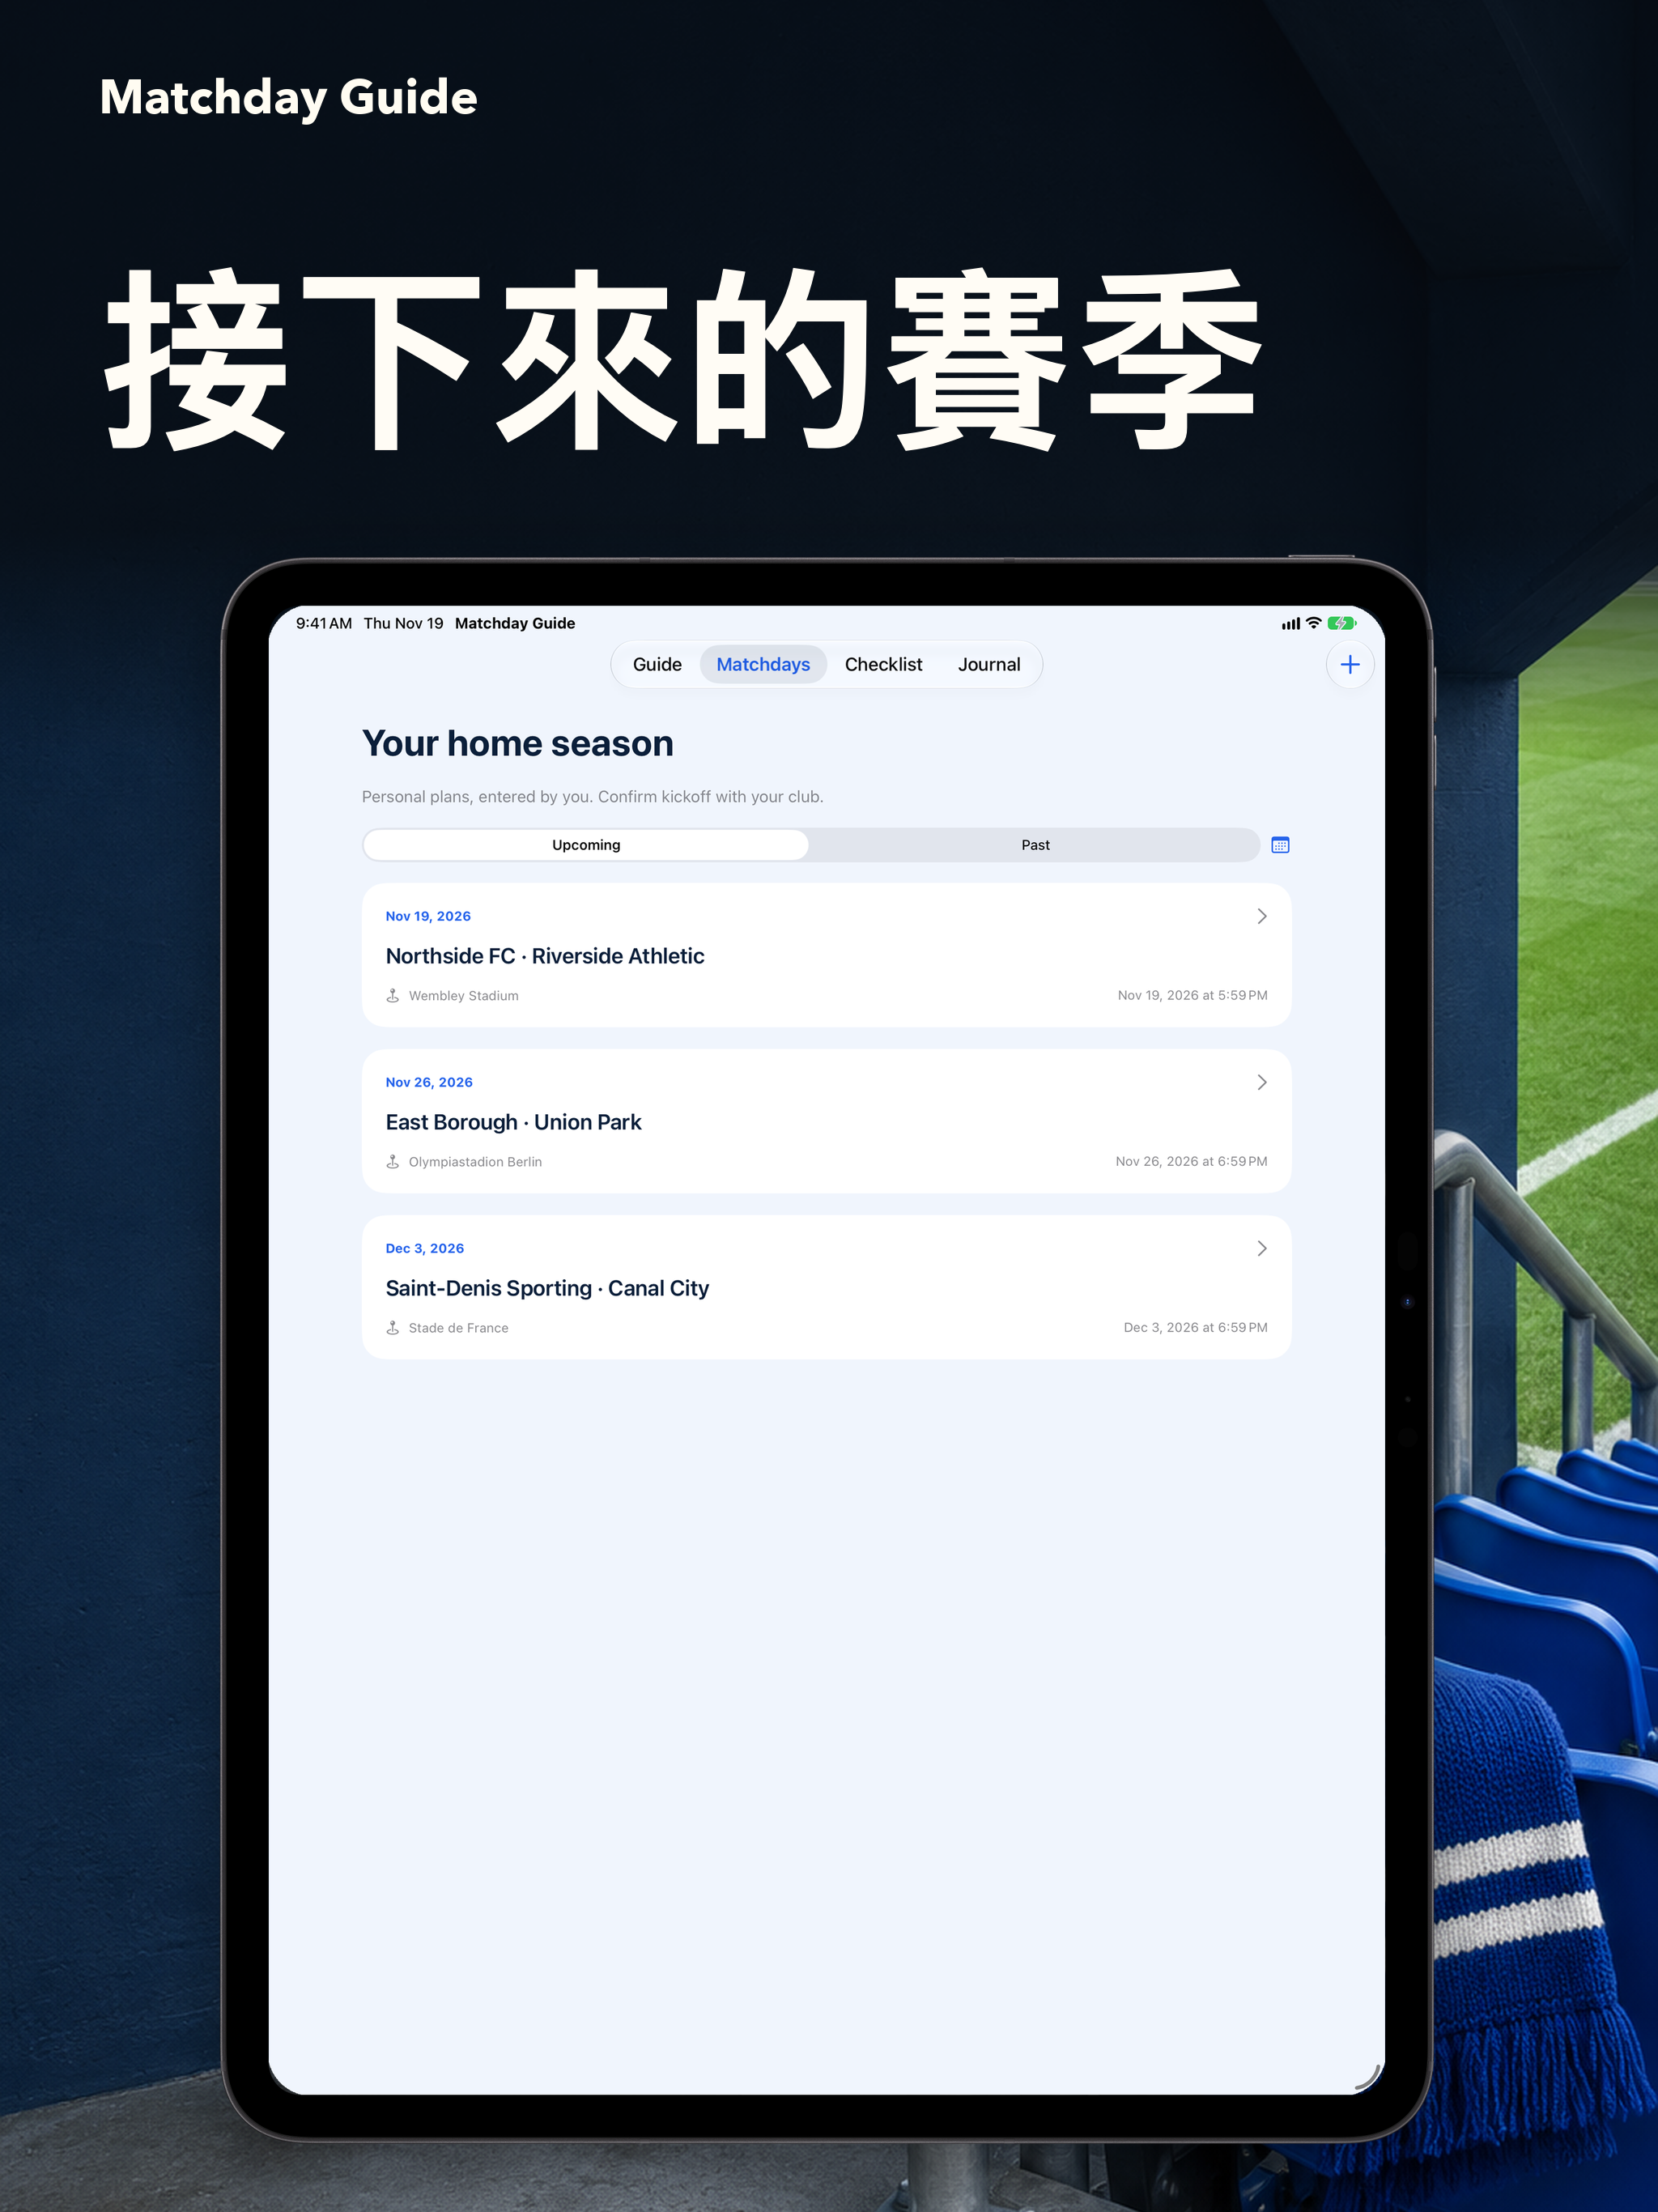 Matchday Guide
接下來的賽季
9:41 AM Thu Nov 19 Matchday Guide
Guide Matchdays Checklist Journal
Your home season
Personal plans, entered by you. Confirm kickoff with your club.
Upcoming Past
Nov 19, 2026
Northside FC · Riverside Athletic
Wembley Stadium Nov 19, 2026 at 5:59 PM
Nov 26, 2026
East Borough · Union Park
Olympiastadion Berlin Nov 26, 2026 at 6:59 PM
Dec 3, 2026
Saint-Denis Sporting · Canal City
Stade de France Dec 3, 2026 at 6:59 PM